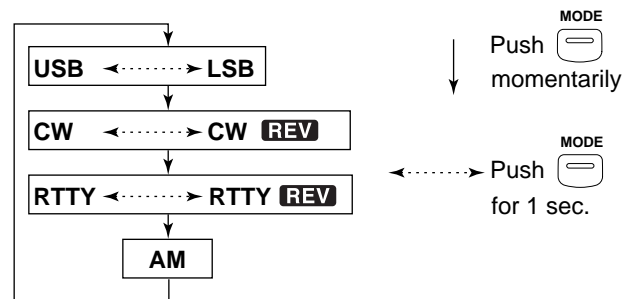 USB LSB
CW CW REV
RTTY RTTY REV
AM
MODE
Push
momentarily
MODE
Push
for 1 sec.